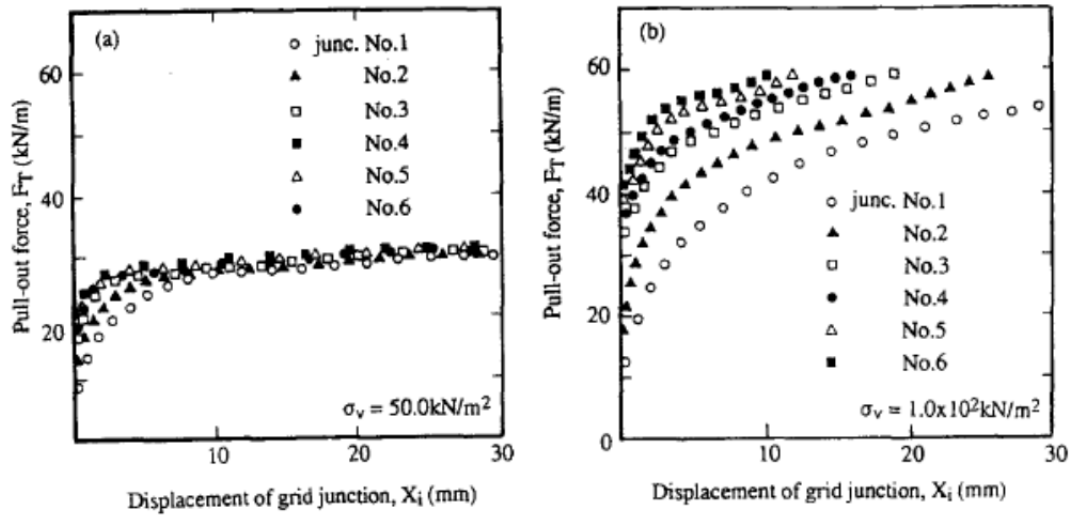 (a)
junc. No.1
No.2
No.3
No.4
No.5
No.6
60
40
20
Pull-out force, FT (kN/m)
σv = 50.0kN/m2
10
20
30
Displacement of grid junction, Xi (mm)
(b)
60
40
20
0
Pull-out force, FT (kN/m)
junc. No.1
No.2
No.3
No.4
No.5
No.6
σv = 1.0x102kN/m2
0
10
20
30
Displacement of grid junction, Xi (mm)